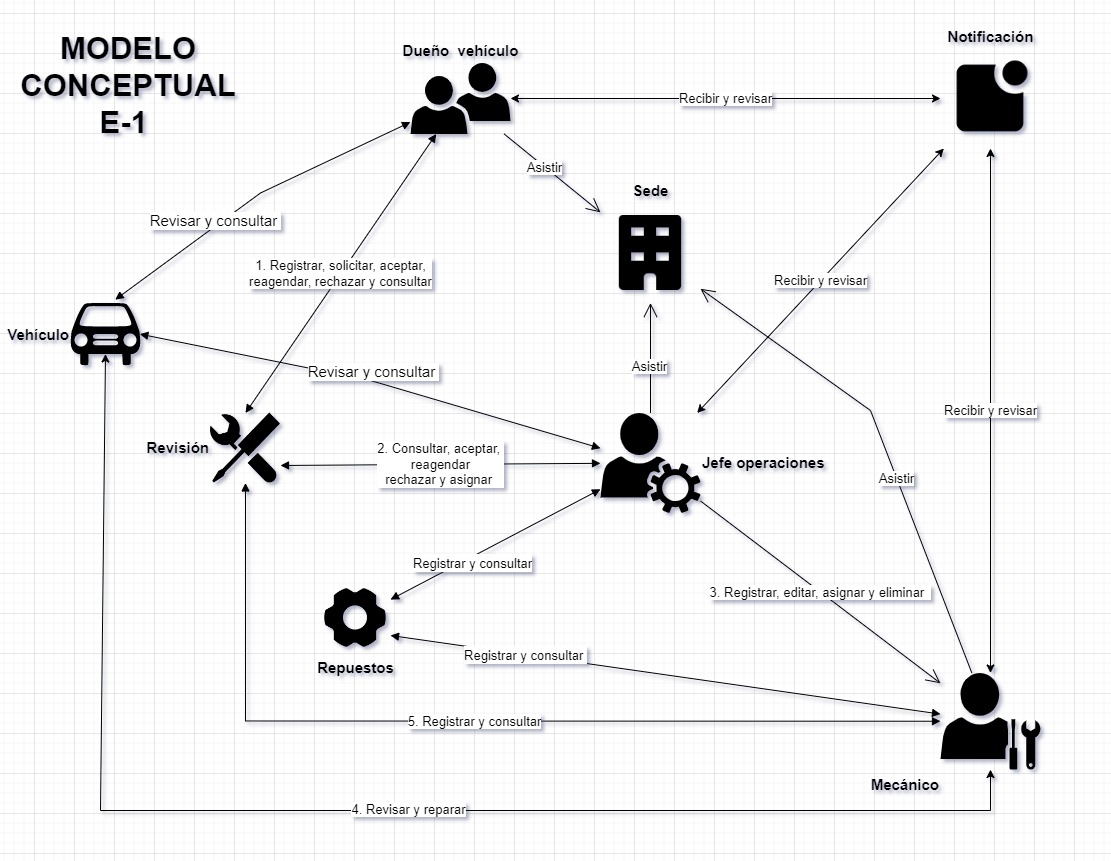 MODELO
CONCEPTUAL
E-1
Dueño vehículo
Notificación
Recibir y revisar
Asistir
Sede
Revisar y consultar
1. Registrar, solicitar, aceptar,
reagendar, rechazar y consultar
Recibir y revisar
Vehículo
Revisar y consultar
Asistir
Recibir y revisar
Revisión
2. Consultar, aceptar,
reagendar
rechazar y asignar
Jefe operaciones
Asistir
Registrar y consultar
3. Registrar, editar, asignar y eliminar
Repuestos
Registrar y consultar
5. Registrar y consultar
Mecánico
4. Revisar y reparar